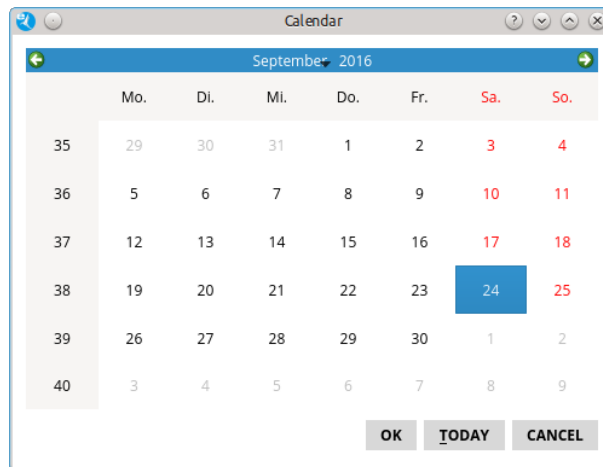 Calendar
September 2016
Mo. Di. Mi. Do. Fr. Sa. So.
35 29 30 31 1 2 3 4
36 5 6 7 8 9 10 11
37 12 13 14 15 16 17 18
38 19 20 21 22 23 24 25
39 26 27 28 29 30 1 2
40 3 4 5 6 7 8 9
OK TODAY CANCEL